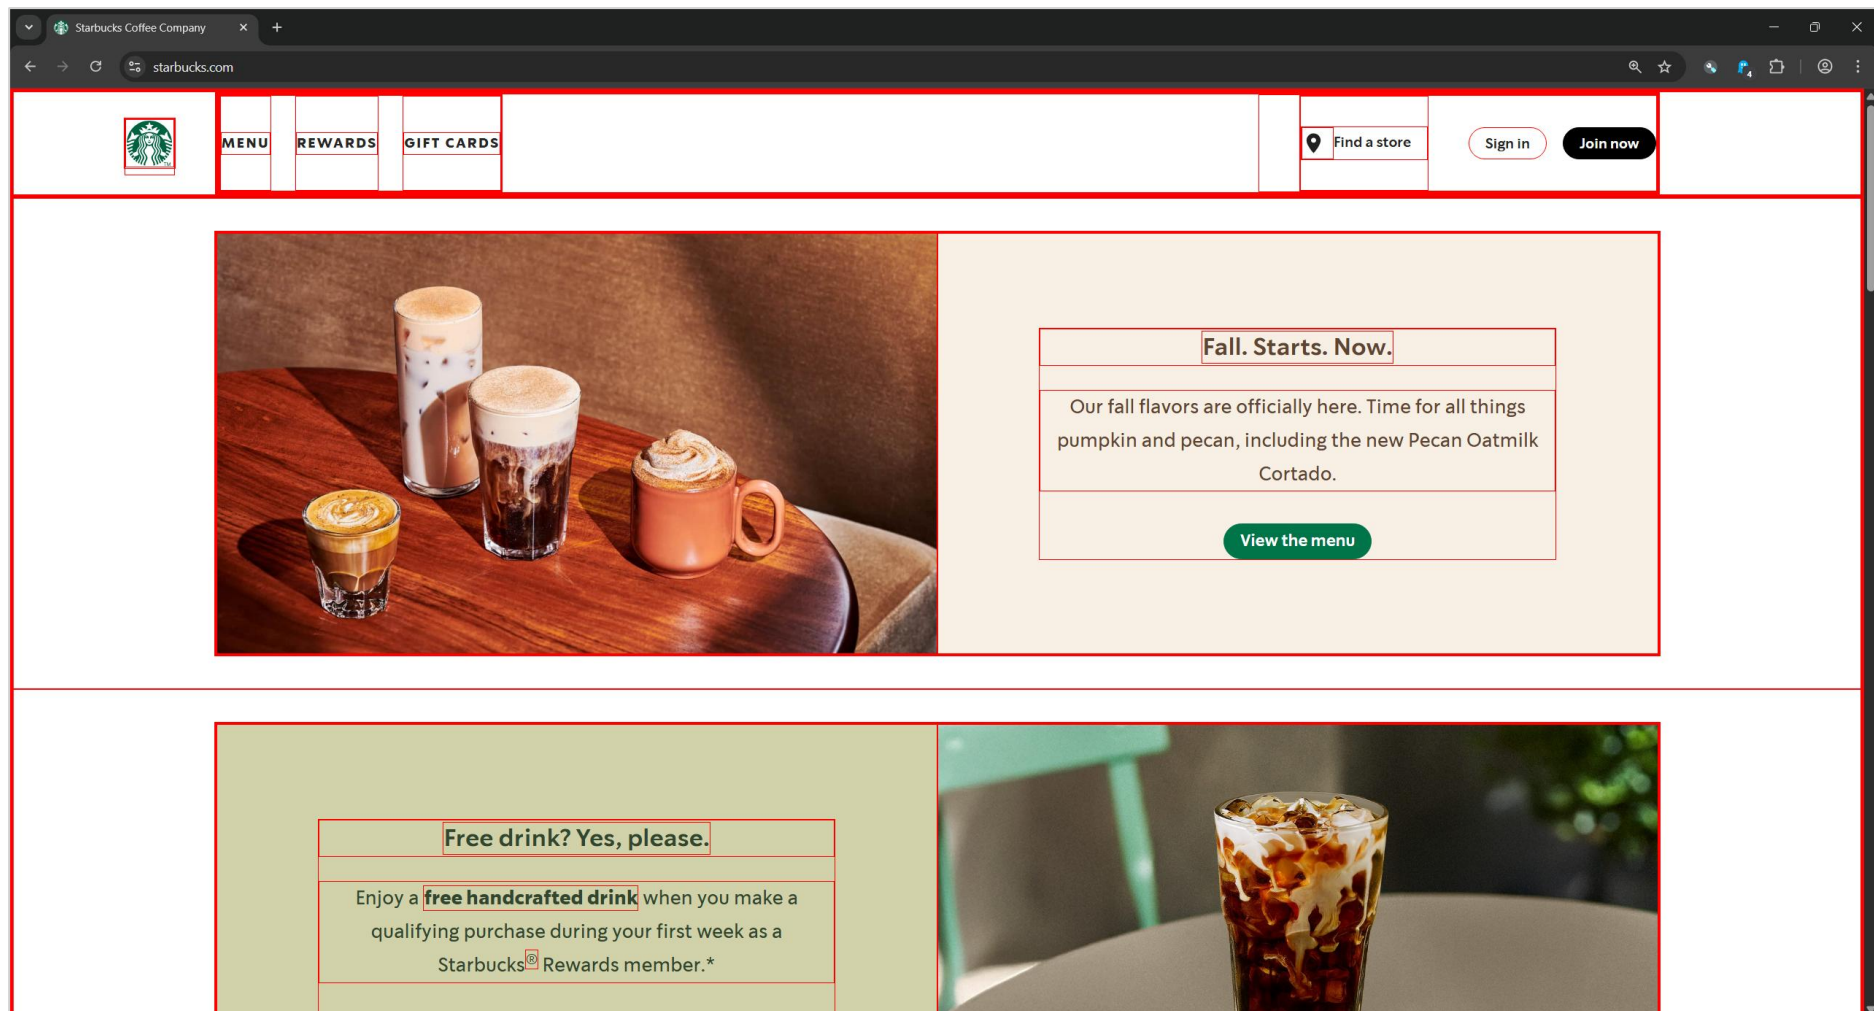 Starbucks Coffee Company
starbucks.com
4
TM
MENU
REWARDS
GIFT CARDS
Find a store
Sign in
Join now
Fall. Starts. Now.
Our fall flavors are officially here. Time for all things
pumpkin and pecan, including the new Pecan Oatmilk
Cortado.
View the menu
Free drink? Yes, please.
Enjoy a free handcrafted drink when you make a
qualifying purchase during your first week as a
Starbucks® Rewards member.*